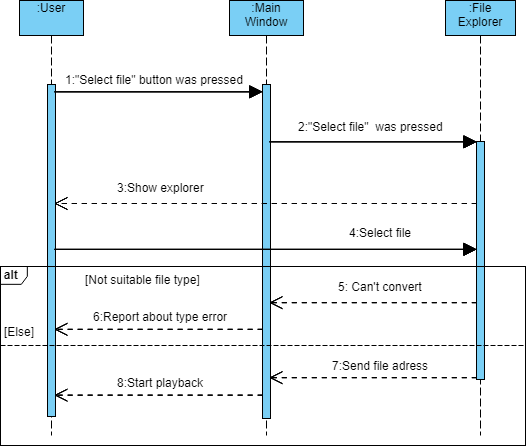 :User
:Main
Window
:File
Explorer
1:"Select file" button was pressed
2:"Select file" was pressed
3:Show explorer
4:Select file
alt
[Not suitable file type]
5: Can't convert
6:Report about type error
[Else]
7:Send file adress
8:Start playback